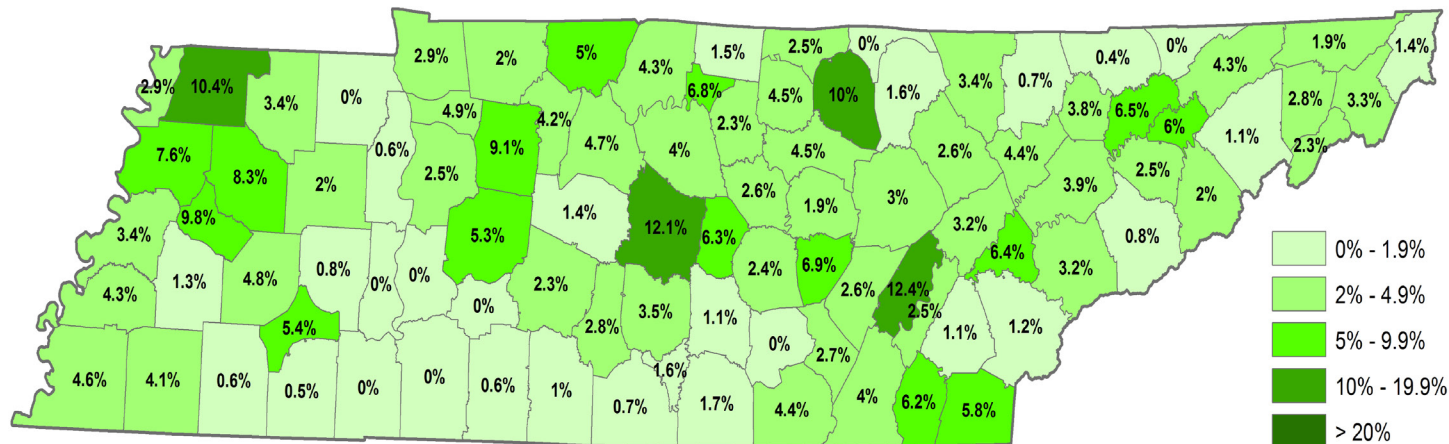 2.9% 2% 5% 4.3% 1.5% 2.5% 0% 1.6% 3.4% 0.7% 0.4% 0% 4.3% 1.9% 1.4%
2.9% 10.4% 3.4% 0% 4.9% 4.2% 6.8% 4.5% 10% 3.8% 6.5% 6% 2.8% 3.3%
7.6% 8.3% 2% 0.6% 2.5% 9.1% 4.7% 4% 2.3% 4.5% 2.6% 4.4% 1.1% 2.3%
9.8% 1.4% 2.6% 1.9% 3% 3.9% 2.5% 2%
3.4% 5.3% 12.1% 6.3% 3.2% 0.8%
4.3% 1.3% 4.8% 0.8% 0% 0% 2.3% 2.4% 6.9% 2.6% 12.4% 6.4% 3.2%
5.4% 0% 2.8% 3.5% 1.1% 0% 2.7% 2.5% 1.1% 1.2%
4.6% 4.1% 0.6% 0.5% 0% 0% 0.6% 1% 0.7% 1.6% 1.7% 4.4% 4% 6.2% 5.8%
0% - 1.9%
2% - 4.9%
5% - 9.9%
10% - 19.9%
> 20%